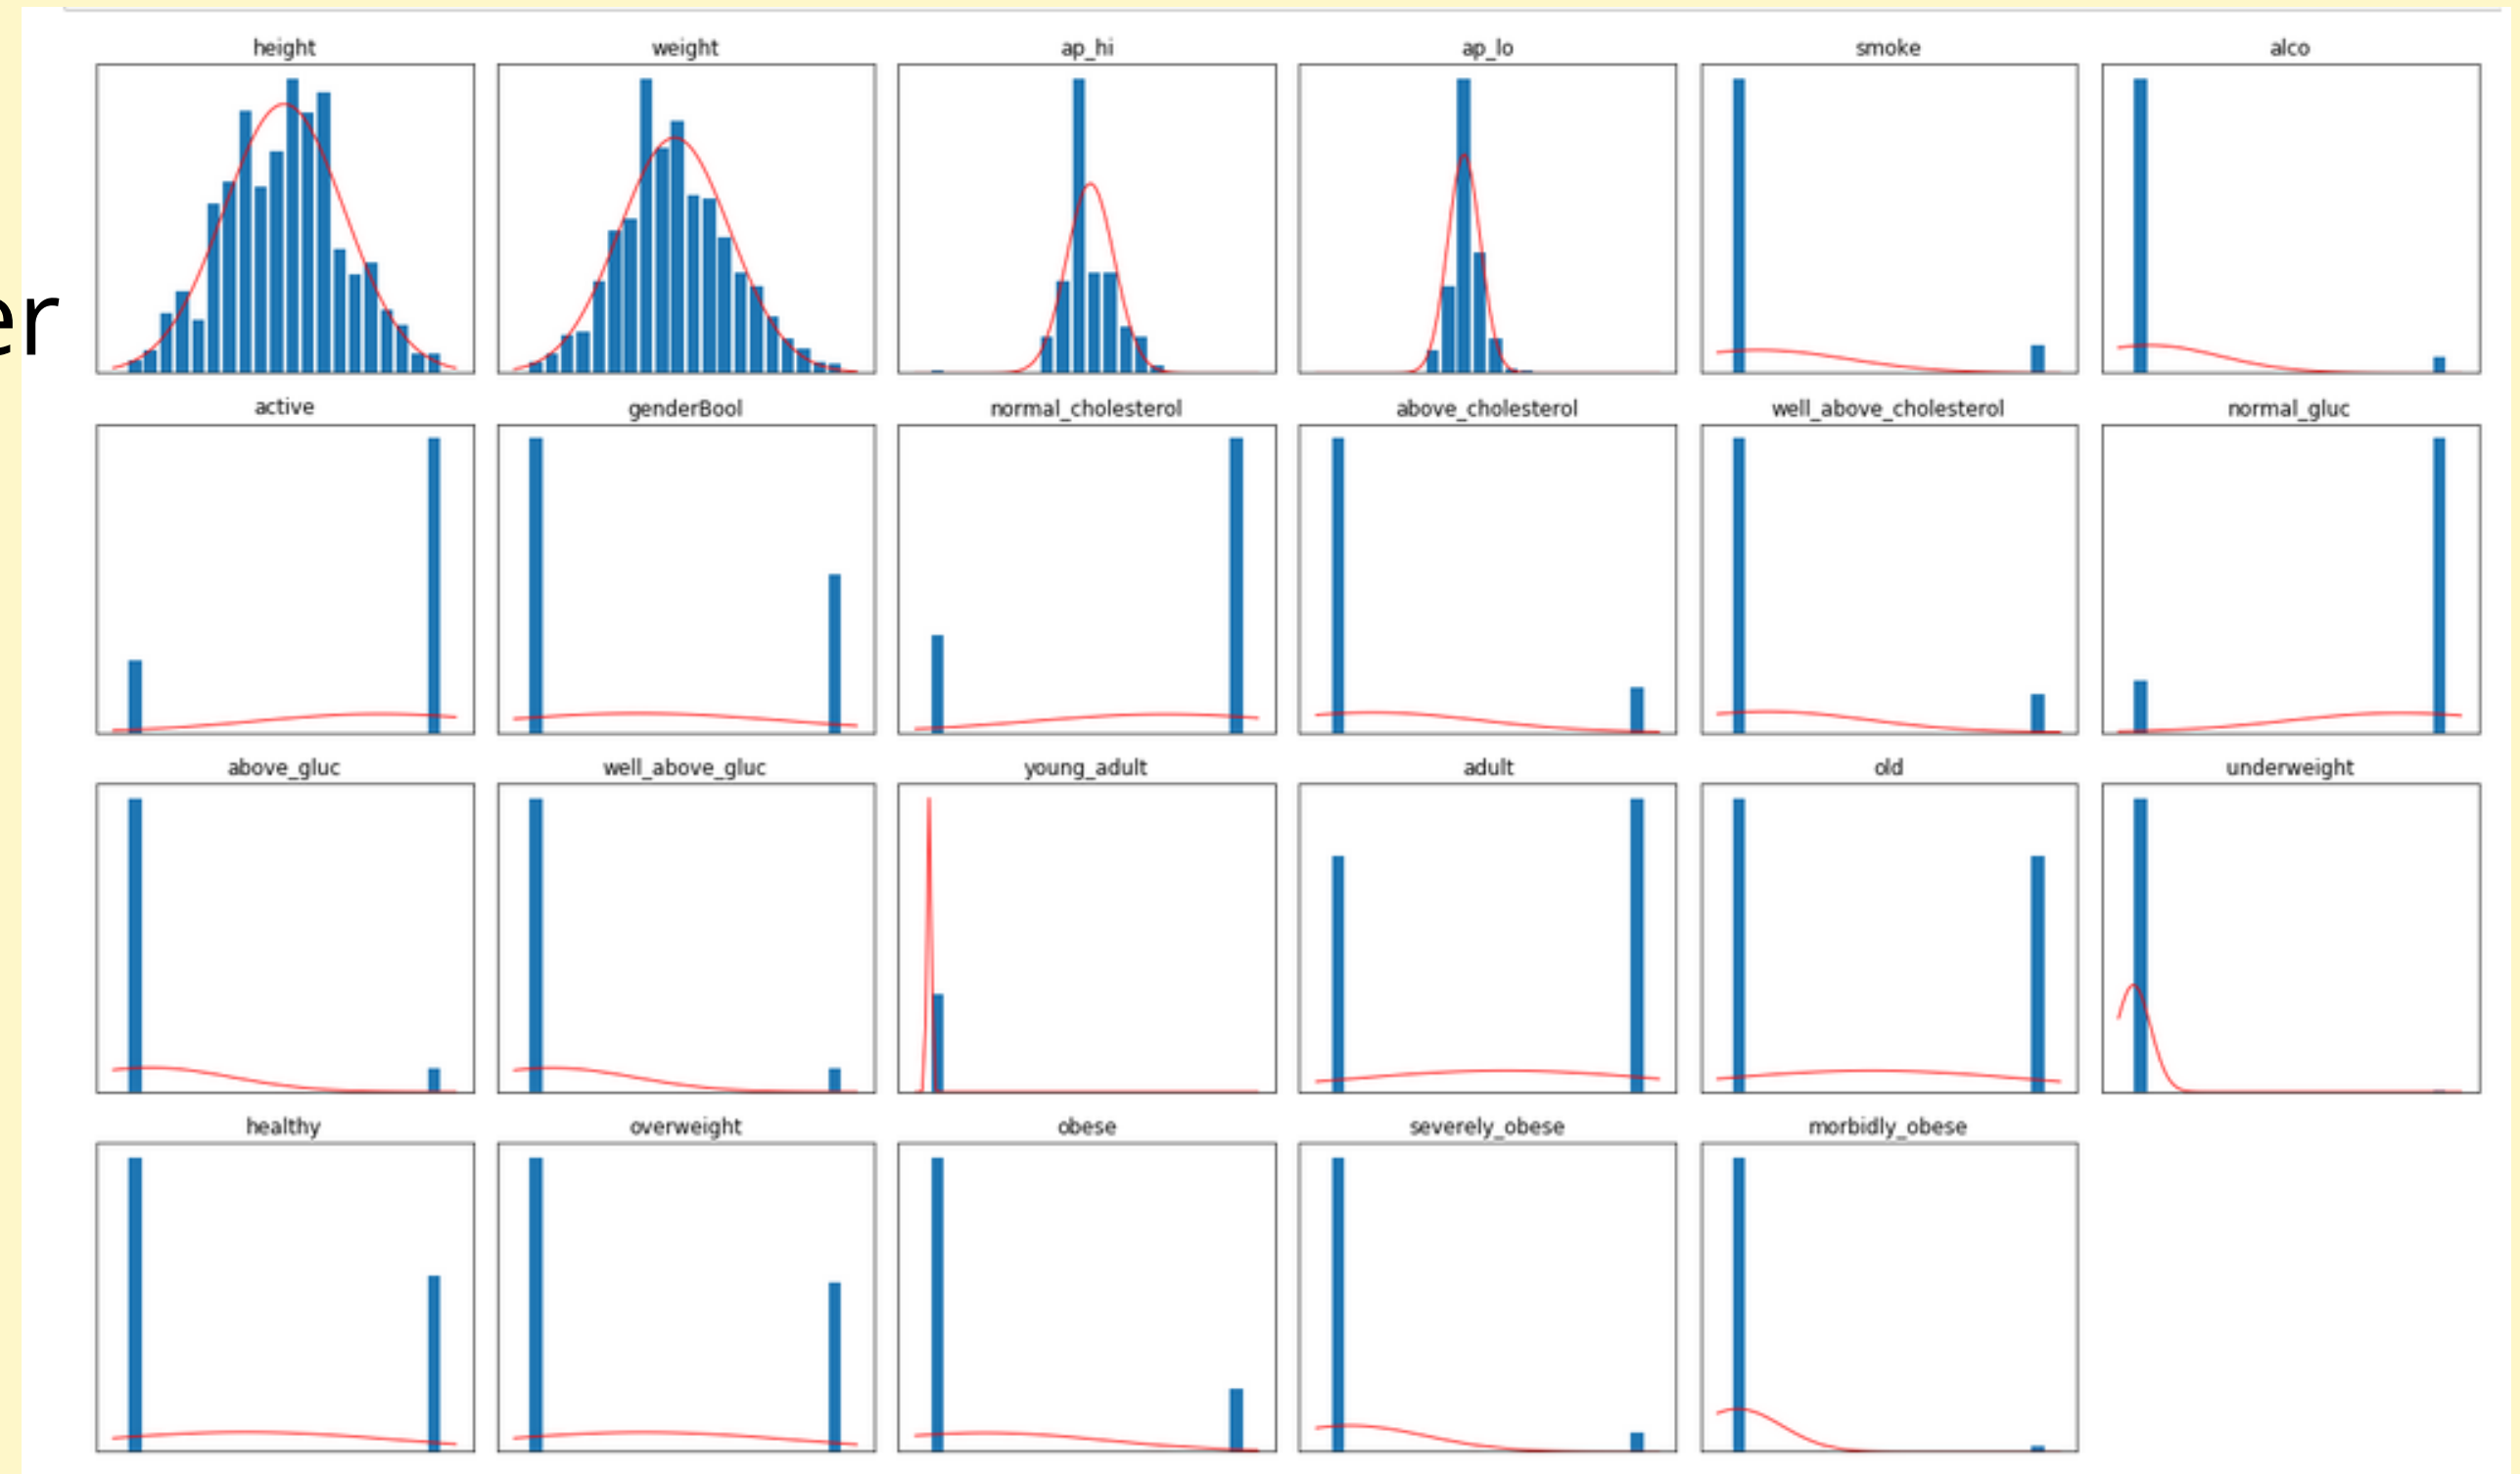 height weight ap_hi ap_lo smoke alco
er
active genderBool normal_cholesterol above_cholesterol well_above_cholesterol normal_gluc
above_gluc well_above_gluc young_adult adult old underweight
healthy overweight obese severely_obese morbidly_obese